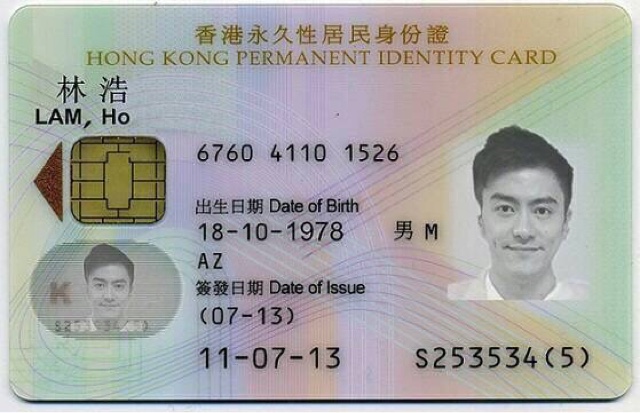 香港永久性居民身份證
HONG KONG PERMANENT IDENTITY CARD
林浩
LAM, Ho
6760 4110 1526
出生日期 Date of Birth
18-10-1978 男 M
AZ
簽發日期 Date of Issue
(07-13)
11-07-13 S253534(5)
K